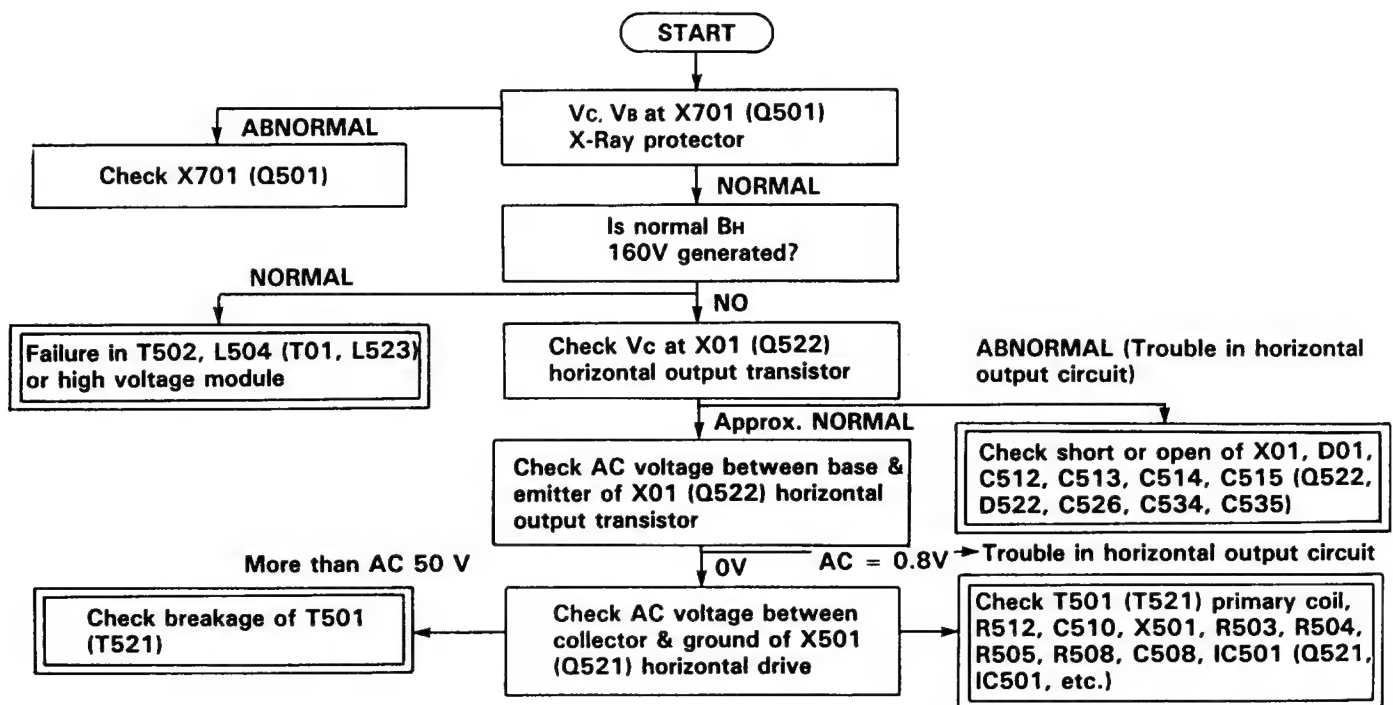 START
Vc, VB at X701 (Q501)
X-Ray protector
ABNORMAL
Check X701 (Q501)
NORMAL
Is normal BH
160V generated?
NORMAL
NO
Failure in T502, L504 (T01, L523)
or high voltage module
Check Vc at X01 (Q522)
horizontal output transistor
ABNORMAL (Trouble in horizontal
output circuit)
Approx. NORMAL
Check AC voltage between base &
emitter of X01 (Q522) horizontal
output transistor
Check short or open of X01, D01,
C512, C513, C514, C515 (Q522,
D522, C526, C534, C535)
More than AC 50 V
0V
AC = 0.8V
Trouble in horizontal output circuit
Check breakage of T501
(T521)
Check AC voltage between
collector & ground of X501
(Q521) horizontal drive
Check T501 (T521) primary coil,
R512, C510, X501, R503, R504,
R505, R508, C508, IC501 (Q521,
IC501, etc.)